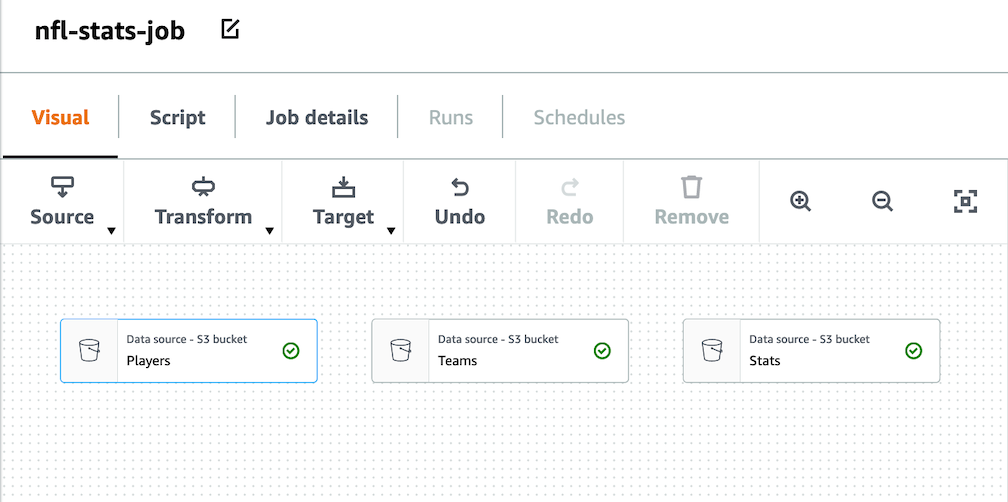 nfl-stats-job
Visual
Script
Job details
Runs
Schedules
Source
Transform
Target
Undo
Redo
Remove
Data source - S3 bucket
Players
Data source - S3 bucket
Teams
Data source - S3 bucket
Stats